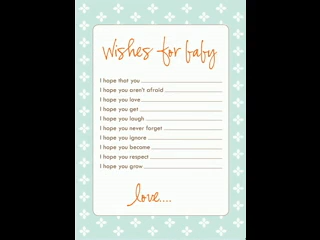 Wishes for baby
I hope that you
I hope you aren't afraid
I hope you love
I hope you get
I hope you laugh
I hope you never forget
I hope you ignore
I hope you become
I hope you respect
I hope you grow
love....